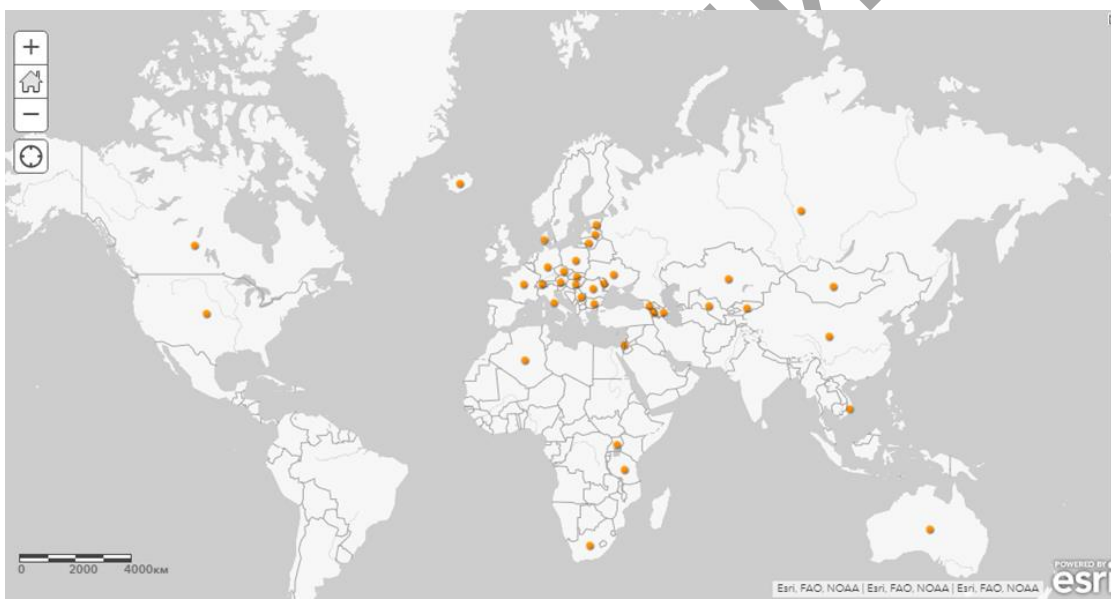 +
−
0 2000 4000км
Esri, FAO, NOAA | Esri, FAO, NOAA | Esri, FAO, NOAA
POWERED BY
esri